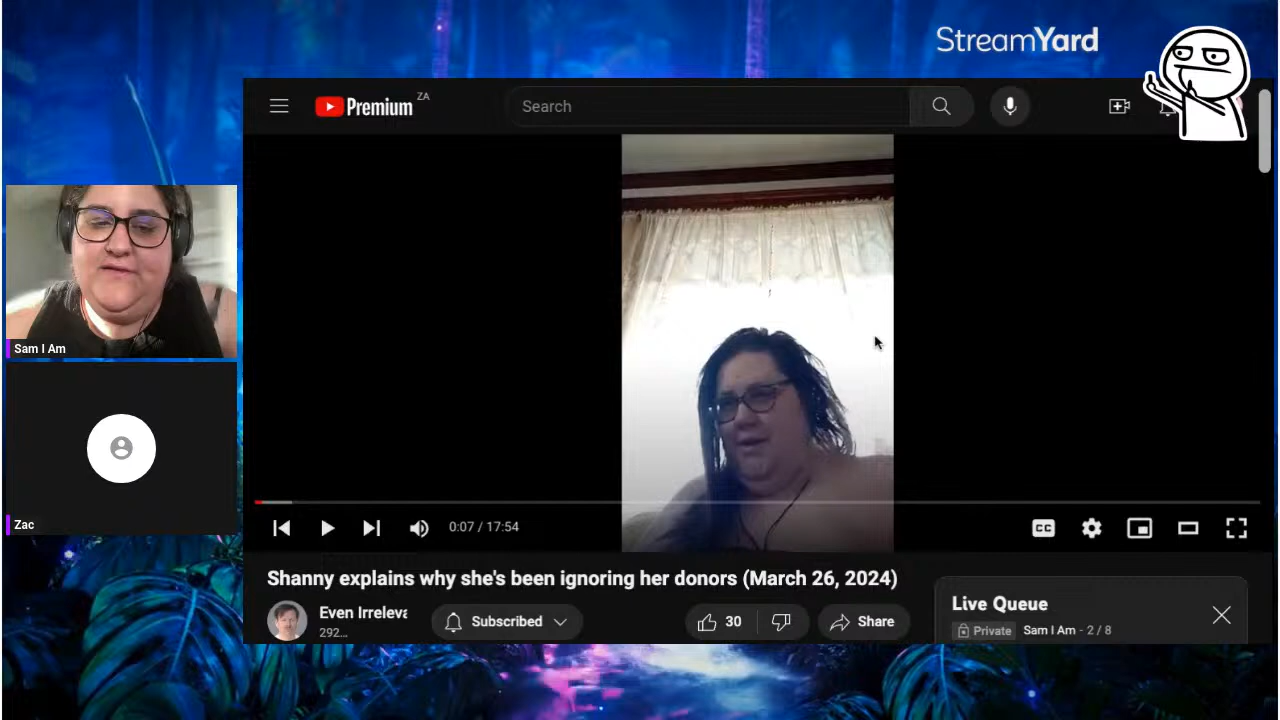 StreamYard
Premium ZA
Search
Sam I Am
Zac
0:07 / 17:54
CC
Shanny explains why she's been ignoring her donors (March 26, 2024)
Even Irreleva
292...
Subscribed
30
Share
Live Queue
Private Sam I Am - 2 / 8